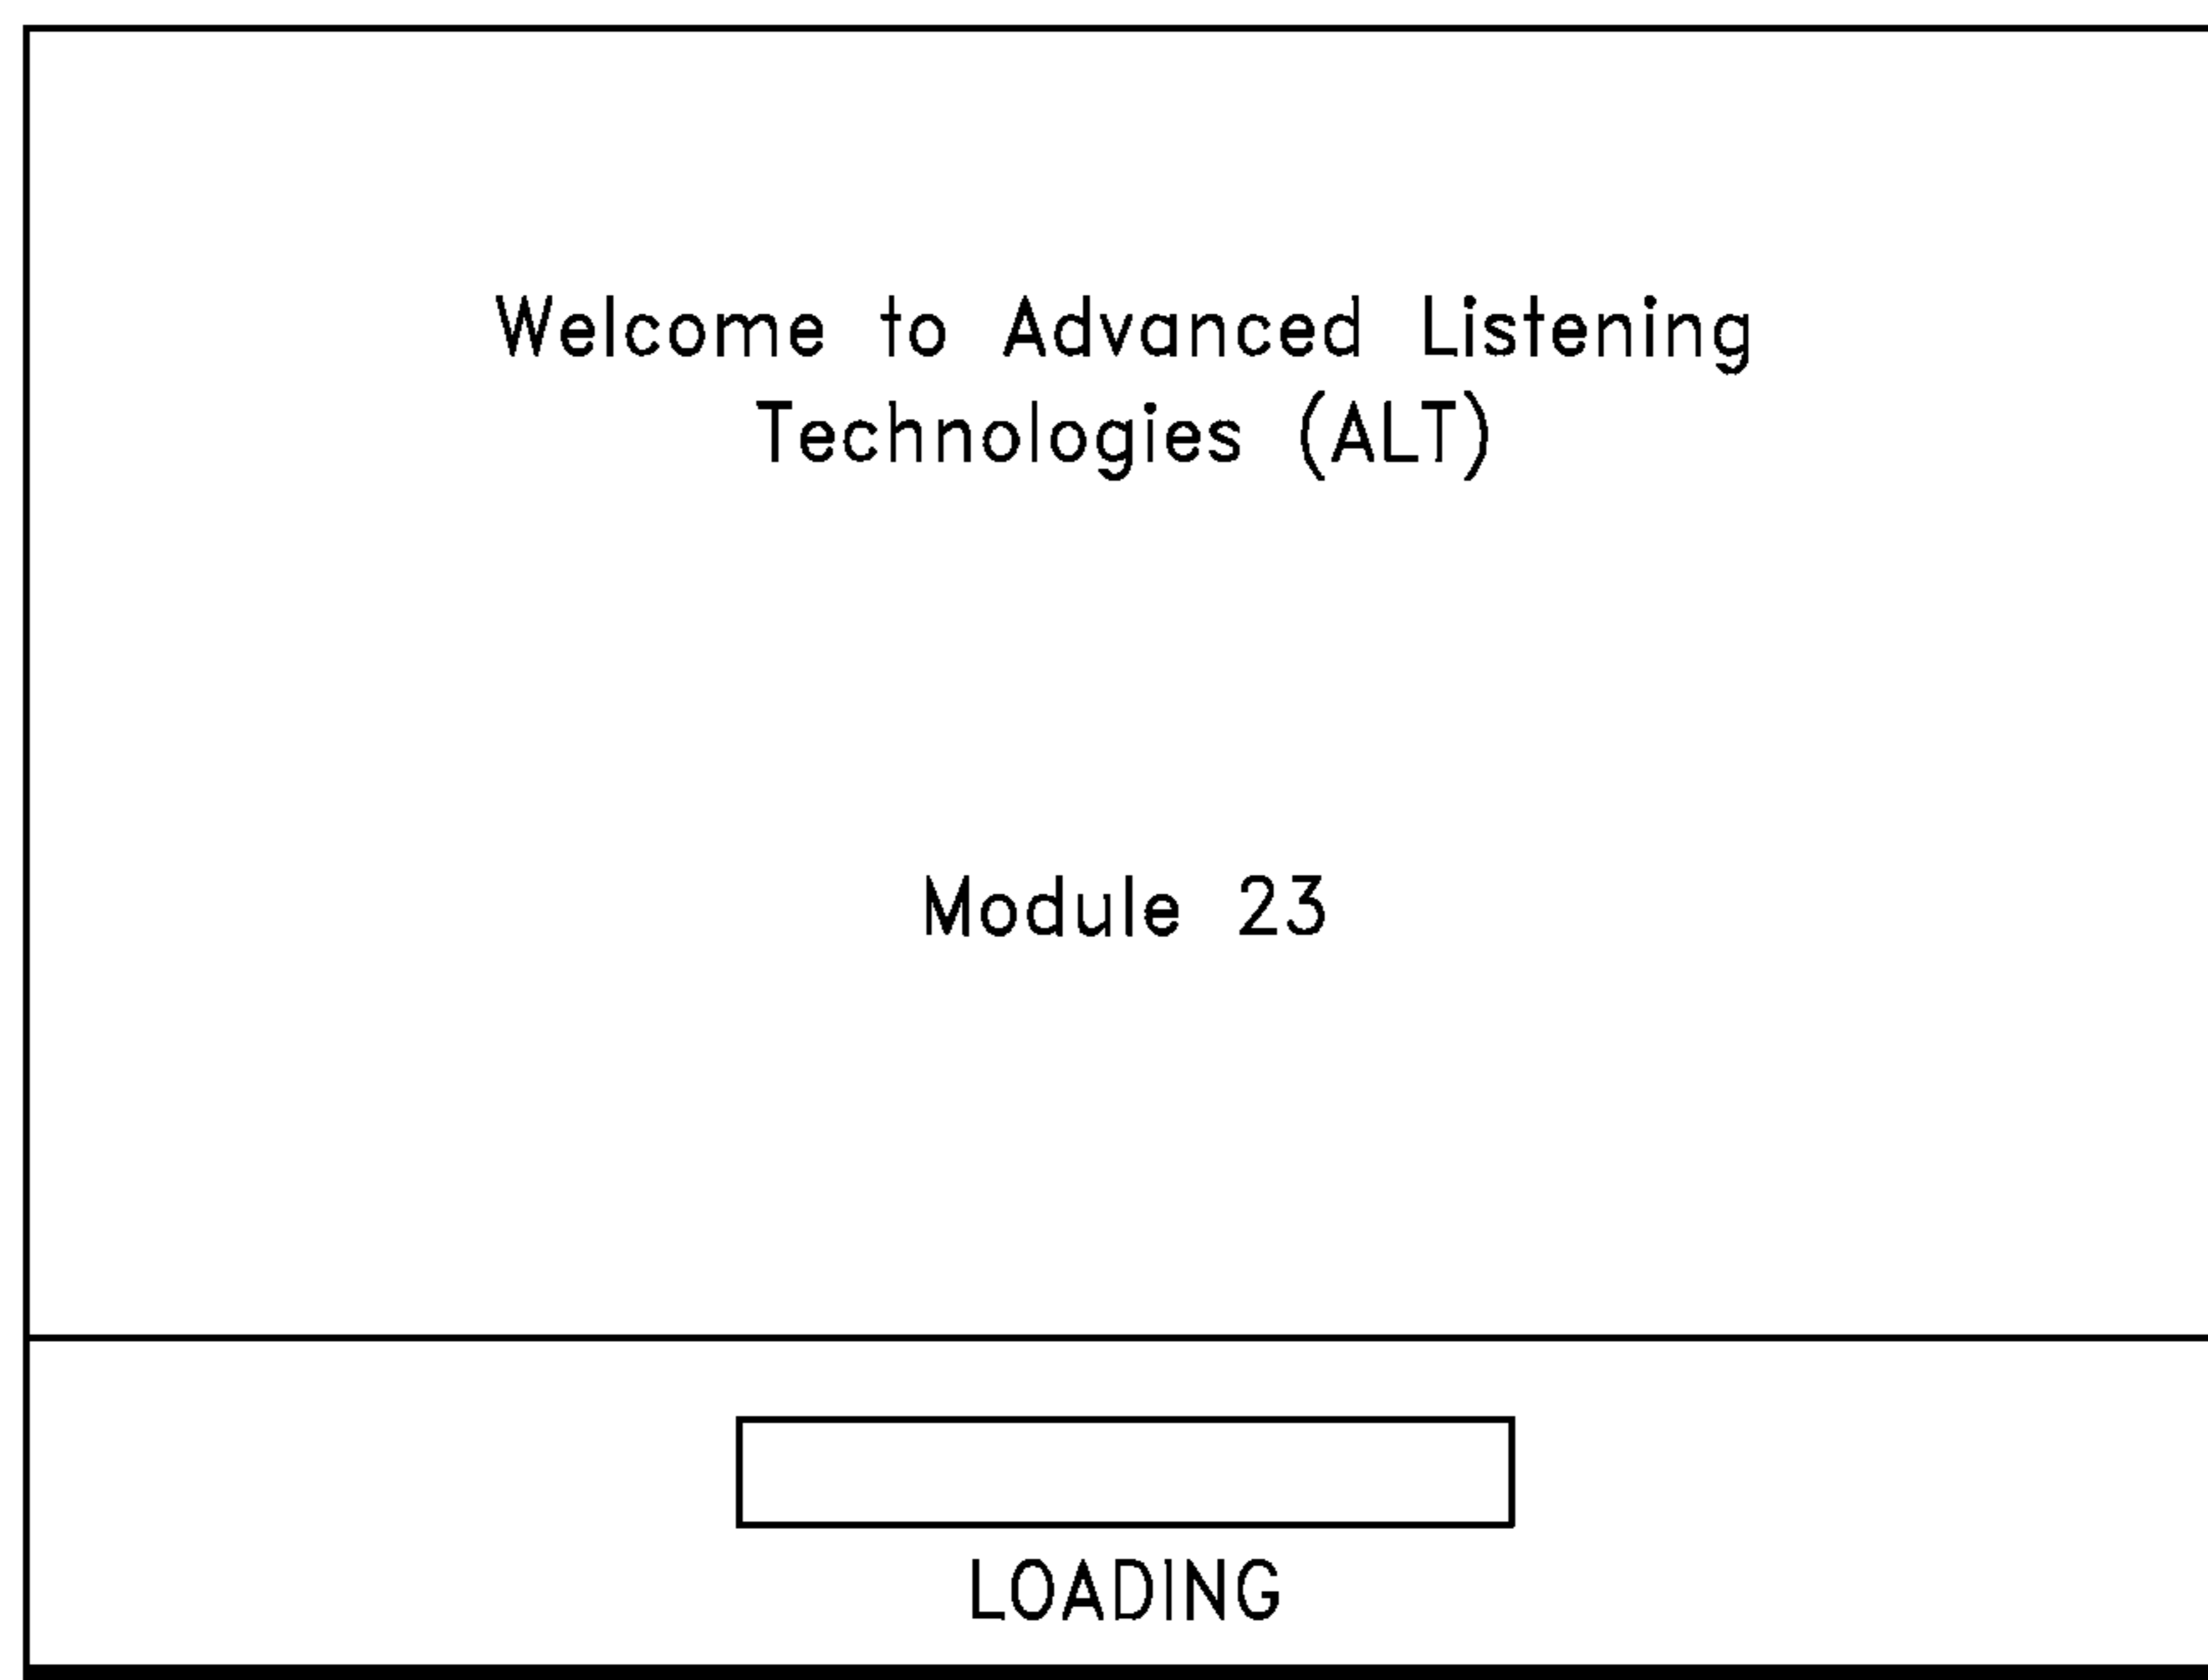 Welcome to Advanced Listening
Technologies (ALT)
Module 23
LOADING